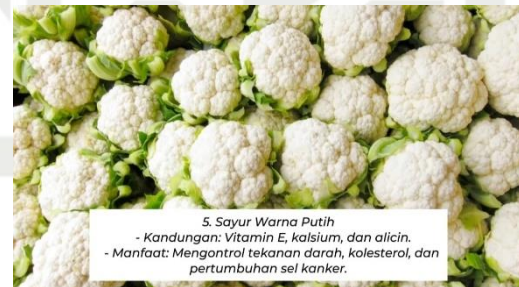 5. Sayur Warna Putih
- Kandungan: Vitamin E, kalsium, dan alicin.
- Manfaat: Mengontrol tekanan darah, kolesterol, dan
pertumbuhan sel kanker.